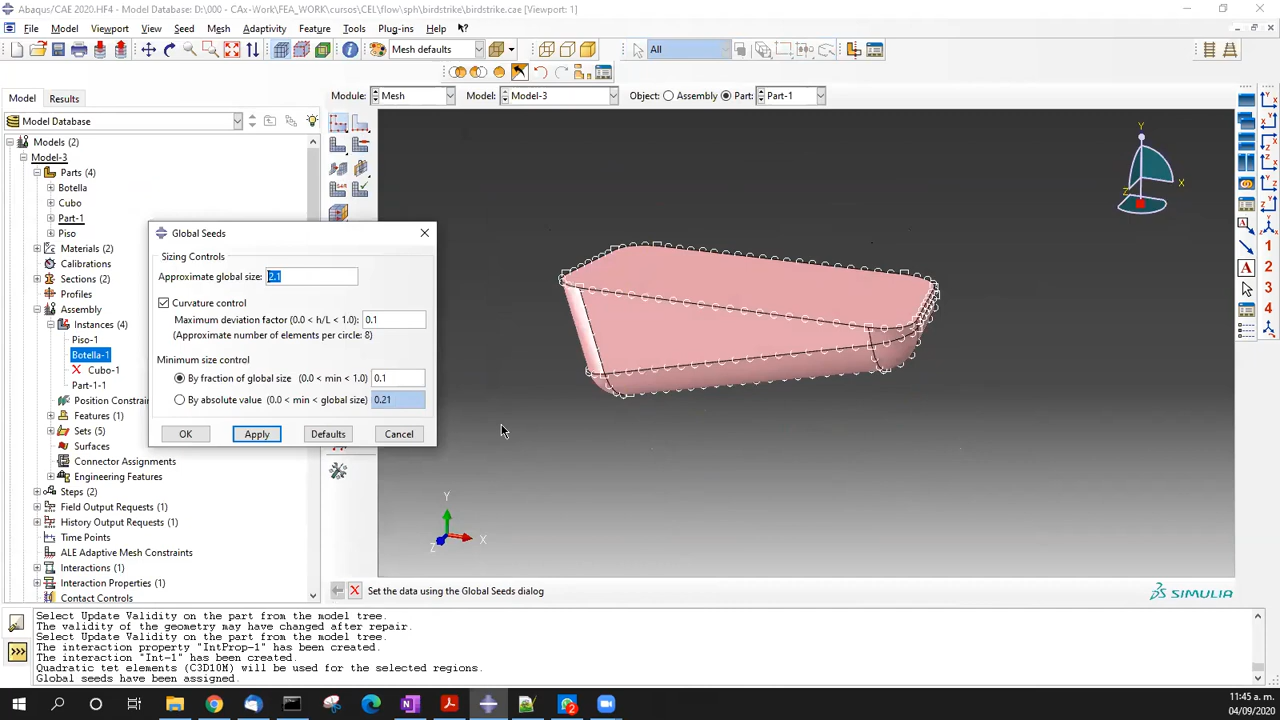 Abaqus/CAE 2020.HF4 - Model Database: D:\000 - CAx-Work\FEA_WORK\cursos\CEL\flow\sph\birdstrike\birdstrike.cae [Viewport: 1]
File Model Viewport View Seed Mesh Adaptivity Feature Tools Plug-ins Help
Mesh defaults
All
Model Results
Module: Mesh Model: Model-3 Object: Assembly Part: Part-1
Model Database
Models (2)
Model-3
Parts (4)
Botella
Cubo
Part-1
Piso
Materials (2)
Calibrations
Sections (2)
Profiles
Assembly
Instances (4)
Piso-1
Botella-1
Cubo-1
Part-1-1
Position Constrain
Features (1)
Sets (5)
Surfaces
Connector Assignments
Engineering Features
Steps (2)
Field Output Requests (1)
History Output Requests (1)
Time Points
ALE Adaptive Mesh Constraints
Interactions (1)
Interaction Properties (1)
Contact Controls
Global Seeds
Sizing Controls
Approximate global size: 2.1
Curvature control
Maximum deviation factor (0.0 < h/L < 1.0): 0.1
(Approximate number of elements per circle: 8)
Minimum size control
By fraction of global size (0.0 < min < 1.0) 0.1
By absolute value (0.0 < min < global size) 0.21
OK Apply Defaults Cancel
Y
X
Z
Y
X
Z
1
2
3
4
Set the data using the Global Seeds dialog
SIMULIA
Select Update Validity on the part from the model tree.
The validity of the geometry may have changed after repair.
Select Update Validity on the part from the model tree.
The interaction property "IntProp-1" has been created.
The interaction "Int-1" has been created.
Quadratic tet elements (C3D10M) will be used for the selected regions.
Global seeds have been assigned.
11:45 a. m.
04/09/2020